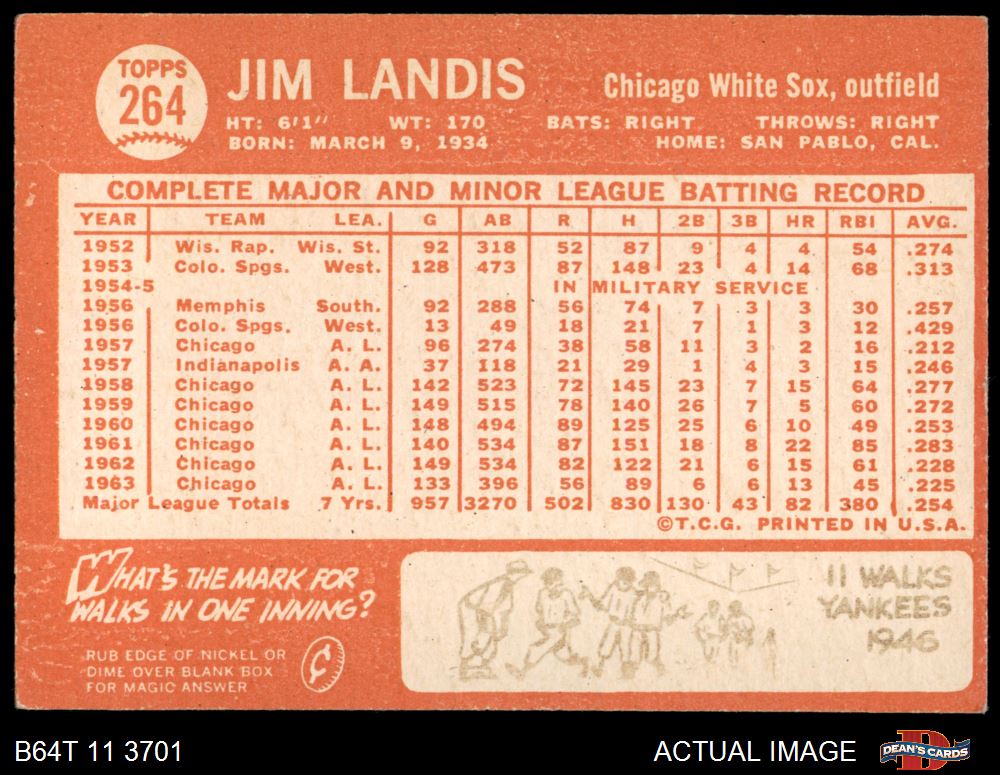 TOPPS
264
JIM LANDIS
Chicago White Sox, outfield
HT: 6'1" WT: 170 BATS: RIGHT THROWS: RIGHT
BORN: MARCH 9, 1934 HOME: SAN PABLO, CAL.
COMPLETE MAJOR AND MINOR LEAGUE BATTING RECORD
YEAR TEAM LEA. G AB R H 2B 3B HR RBI AVG.
1952 Wis. Rap. Wis. St. 92 318 52 87 9 4 4 54 .274
1953 Colo. Spgs. West. 128 473 87 148 23 4 14 68 .313
1954-5 IN MILITARY SERVICE
1956 Memphis South. 92 288 56 74 7 3 3 30 .257
1956 Colo. Spgs. West. 13 49 18 21 7 1 3 12 .429
1957 Chicago A. L. 96 274 38 58 11 3 2 16 .212
1957 Indianapolis A. A. 37 118 21 29 1 4 3 15 .246
1958 Chicago A. L. 142 523 72 145 23 7 15 64 .277
1959 Chicago A. L. 149 515 78 140 26 7 5 60 .272
1960 Chicago A. L. 148 494 89 125 25 6 10 49 .253
1961 Chicago A. L. 140 534 87 151 18 8 22 85 .283
1962 Chicago A. L. 149 534 82 122 21 6 15 61 .228
1963 Chicago A. L. 133 396 56 89 6 6 13 45 .225
Major League Totals 7 Yrs. 957 3270 502 830 130 43 82 380 .254
©T.C.G. PRINTED IN U.S.A.
WHAT'S THE MARK FOR
WALKS IN ONE INNING?
RUB EDGE OF NICKEL OR
DIME OVER BLANK BOX
FOR MAGIC ANSWER
¢
11 WALKS
YANKEES
1946
B64T 11 3701
ACTUAL IMAGE
D
DEAN'S CARDS